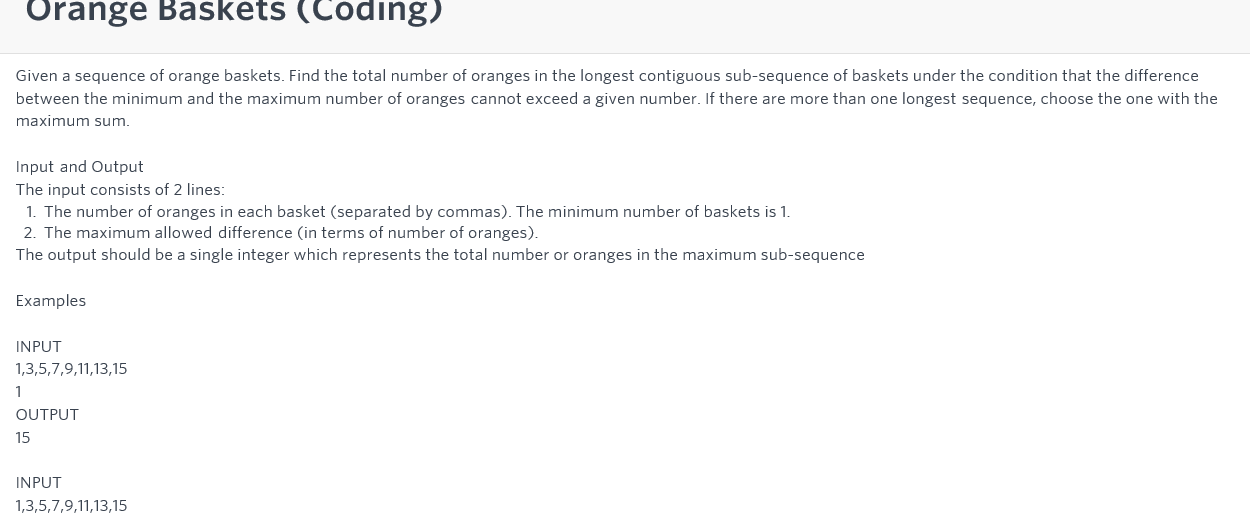 Orange Baskets (Coding)
Given a sequence of orange baskets. Find the total number of oranges in the longest contiguous sub-sequence of baskets under the condition that the difference
between the minimum and the maximum number of oranges cannot exceed a given number. If there are more than one longest sequence, choose the one with the
maximum sum.
Input and Output
The input consists of 2 lines:
1. The number of oranges in each basket (separated by commas). The minimum number of baskets is 1.
2. The maximum allowed difference (in terms of number of oranges).
The output should be a single integer which represents the total number or oranges in the maximum sub-sequence
Examples
INPUT
1,3,5,7,9,11,13,15
1
OUTPUT
15
INPUT
1,3,5,7,9,11,13,15